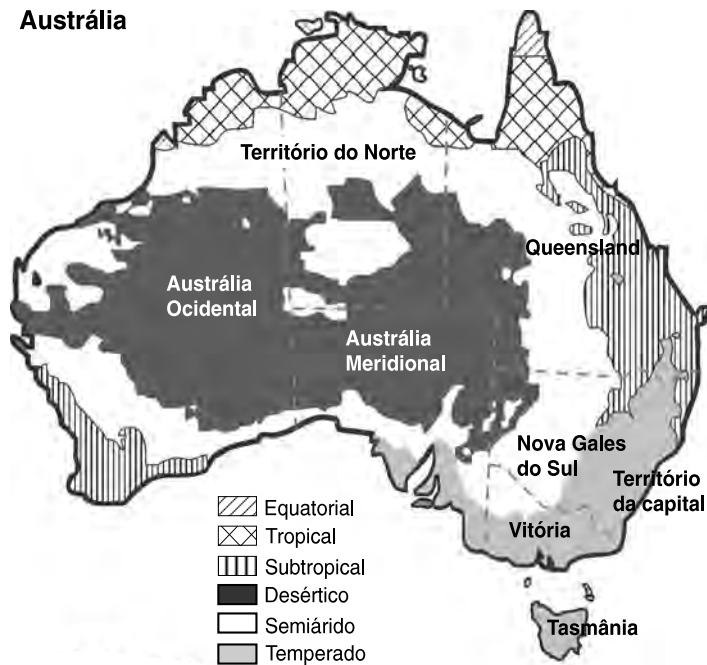 Austrália
Território do Norte
Queensland
Austrália
Ocidental
Austrália
Meridional
Nova Gales
do Sul
Território
da capital
Vitória
Tasmânia
Equatorial
Tropical
Subtropical
Desértico
Semiárido
Temperado